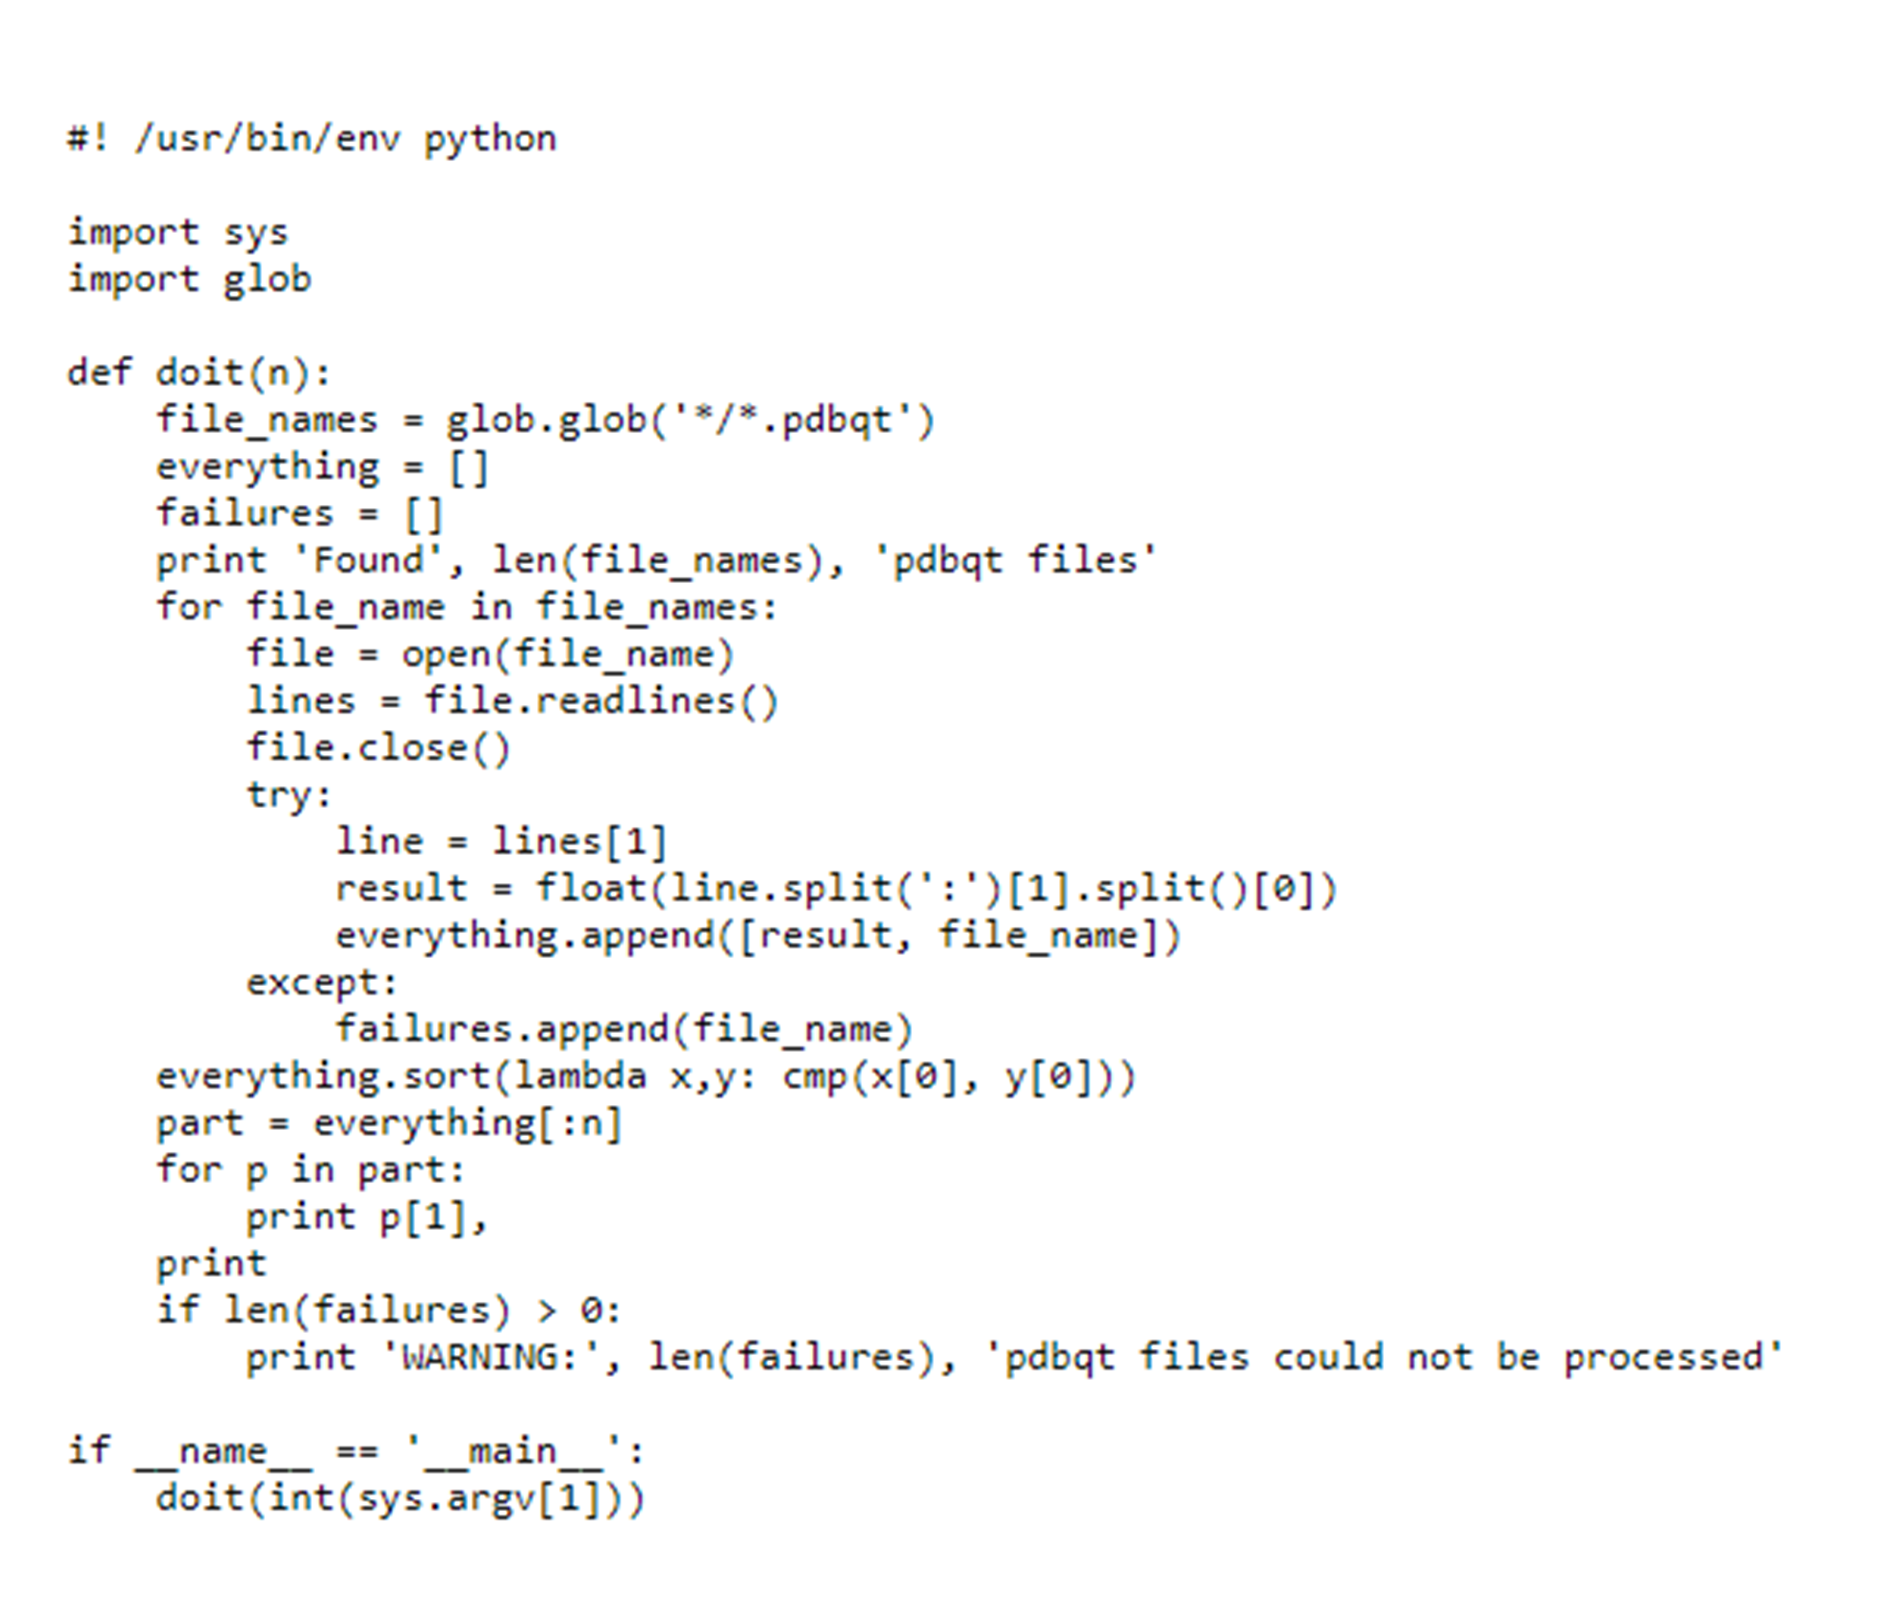 #! /usr/bin/env python
import sys
import glob
def doit(n):
    file_names = glob.glob('*/*.pdbqt')
    everything = []
    failures = []
    print 'Found', len(file_names), 'pdbqt files'
    for file_name in file_names:
        file = open(file_name)
        lines = file.readlines()
        file.close()
        try:
            line = lines[1]
            result = float(line.split(':')[1].split()[0])
            everything.append([result, file_name])
        except:
            failures.append(file_name)
    everything.sort(lambda x,y: cmp(x[0], y[0]))
    part = everything[:n]
    for p in part:
        print p[1],
    print
    if len(failures) > 0:
        print 'WARNING:', len(failures), 'pdbqt files could not be processed'
if __name__ == '__main__':
    doit(int(sys.argv[1]))